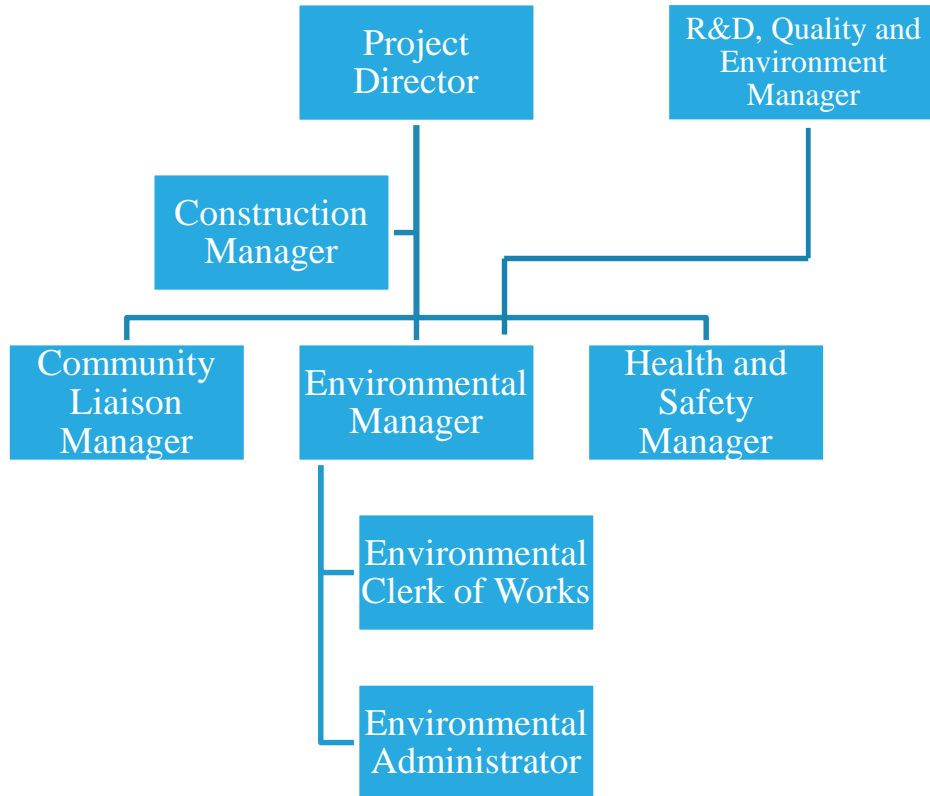 Project
Director
R&D, Quality and
Environment
Manager
Construction
Manager
Community
Liaison
Manager
Environmental
Manager
Health and
Safety
Manager
Environmental
Clerk of Works
Environmental
Administrator